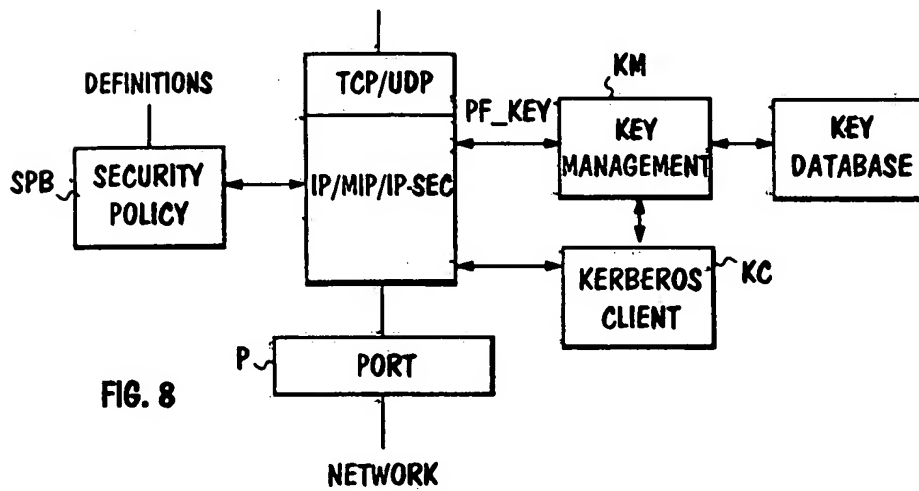 DEFINITIONS
SPB
SECURITY
POLICY
TCP/UDP
IP/MIP/IP-SEC
PF_KEY
KM
KEY
MANAGEMENT
KEY
DATABASE
KERBEROS
CLIENT
KC
P
PORT
FIG. 8
NETWORK